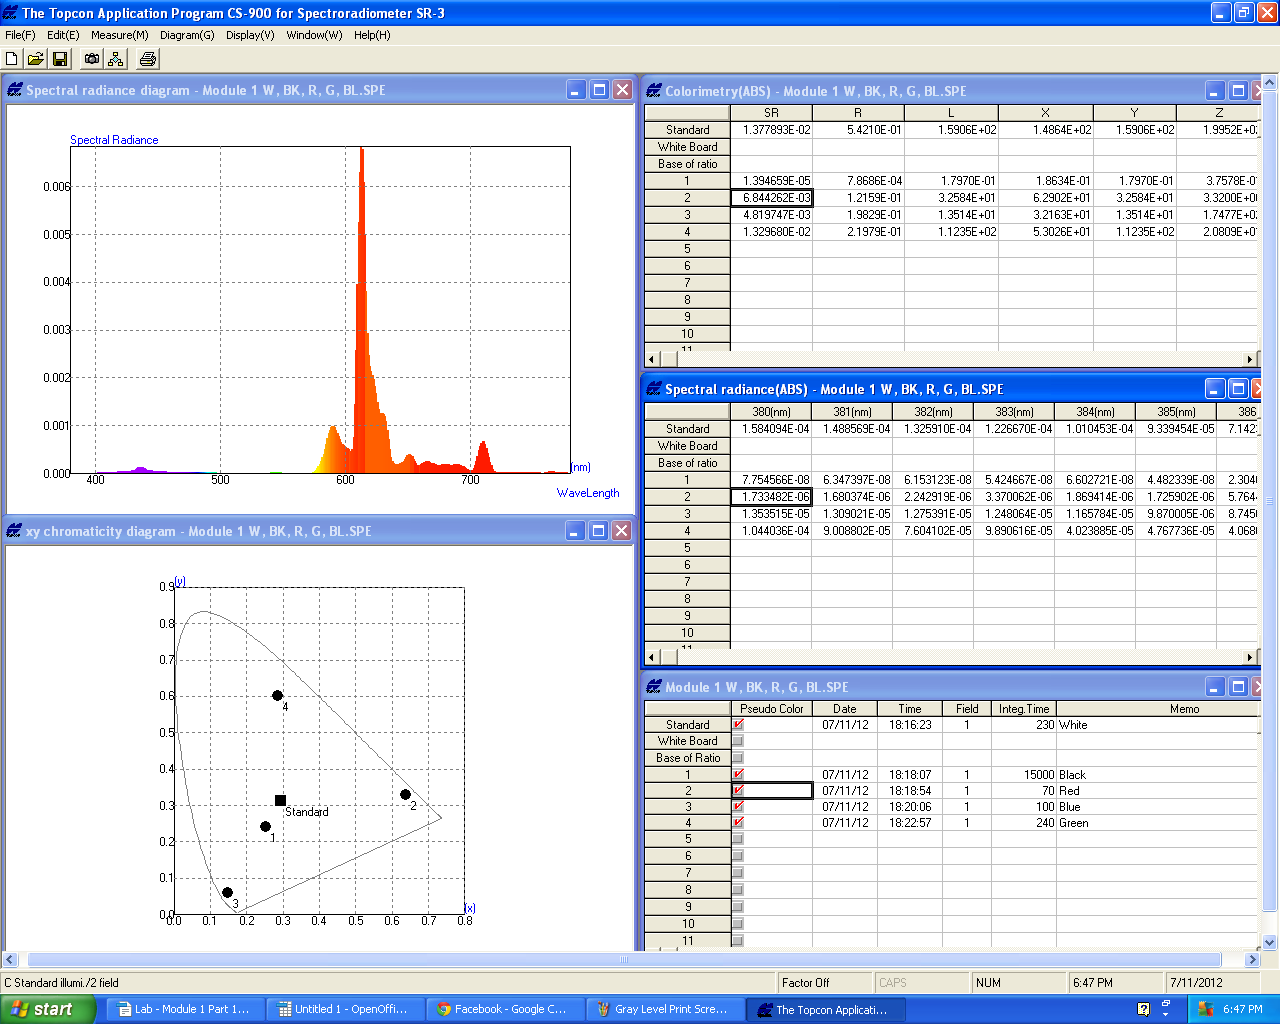 The Topcon Application Program CS-900 for Spectroradiometer SR-3
File(F) Edit(E) Measure(M) Diagram(G) Display(V) Window(W) Help(H)
Spectral radiance diagram - Module 1 W, BK, R, G, BL.SPE
Spectral Radiance
0.006
0.005
0.004
0.003
0.002
0.001
0.000
400 500 600 700
(nm)
WaveLength
xy chromaticity diagram - Module 1 W, BK, R, G, BL.SPE
(y)
0.9
0.8
0.7
0.6
0.5
0.4
0.3
0.2
0.1
0.0
4
2
Standard
1
3
0.0 0.1 0.2 0.3 0.4 0.5 0.6 0.7 0.8
(x)
Colorimetry(ABS) - Module 1 W, BK, R, G, BL.SPE
SR R L X Y Z
Standard 1.377893E-02 5.4210E-01 1.5906E+02 1.4864E+02 1.5906E+02 1.9952E+0
White Board
Base of ratio
1 1.394659E-05 7.8686E-04 1.7970E-01 1.8634E-01 1.7970E-01 3.7578E-0
2 6.844262E-03 1.2159E-01 3.2584E+01 6.2902E+01 3.2584E+01 3.3200E+0
3 4.819747E-03 1.9829E-01 1.3514E+01 3.2163E+01 1.3514E+01 1.7477E+0
4 1.329680E-02 2.1979E-01 1.1235E+02 5.3026E+01 1.1235E+02 2.0809E+0
5
6
7
8
9
10
11
Spectral radiance(ABS) - Module 1 W, BK, R, G, BL.SPE
380(nm) 381(nm) 382(nm) 383(nm) 384(nm) 385(nm) 386
Standard 1.584094E-04 1.488569E-04 1.325910E-04 1.226670E-04 1.010453E-04 9.339454E-05 7.142
White Board
Base of ratio
1 7.754566E-08 6.347397E-08 6.153123E-08 5.424667E-08 6.602721E-08 4.482339E-08 2.304
2 1.733482E-06 1.680374E-06 2.242919E-06 3.370062E-06 1.869414E-06 1.725902E-06 5.764
3 1.353515E-05 1.309021E-05 1.275391E-05 1.248064E-05 1.165784E-05 9.870005E-06 8.745
4 1.044036E-04 9.008802E-05 7.604102E-05 9.890616E-05 4.023885E-05 4.767736E-05 4.068
5
6
7
8
9
10
11
Module 1 W, BK, R, G, BL.SPE
Pseudo Color Date Time Field Integ.Time Memo
Standard 07/11/12 18:16:23 1 230 White
White Board
Base of Ratio
1 07/11/12 18:18:07 1 15000 Black
2 07/11/12 18:18:54 1 70 Red
3 07/11/12 18:20:06 1 100 Blue
4 07/11/12 18:22:57 1 240 Green
5
6
7
8
9
10
11
C Standard illumi./2 field Factor Off CAPS NUM 6:47 PM 7/11/2012
start Lab - Module 1 Part 1... Untitled 1 - OpenOffi... Facebook - Google C... Gray Level Print Scre... The Topcon Applicati... 6:47 PM